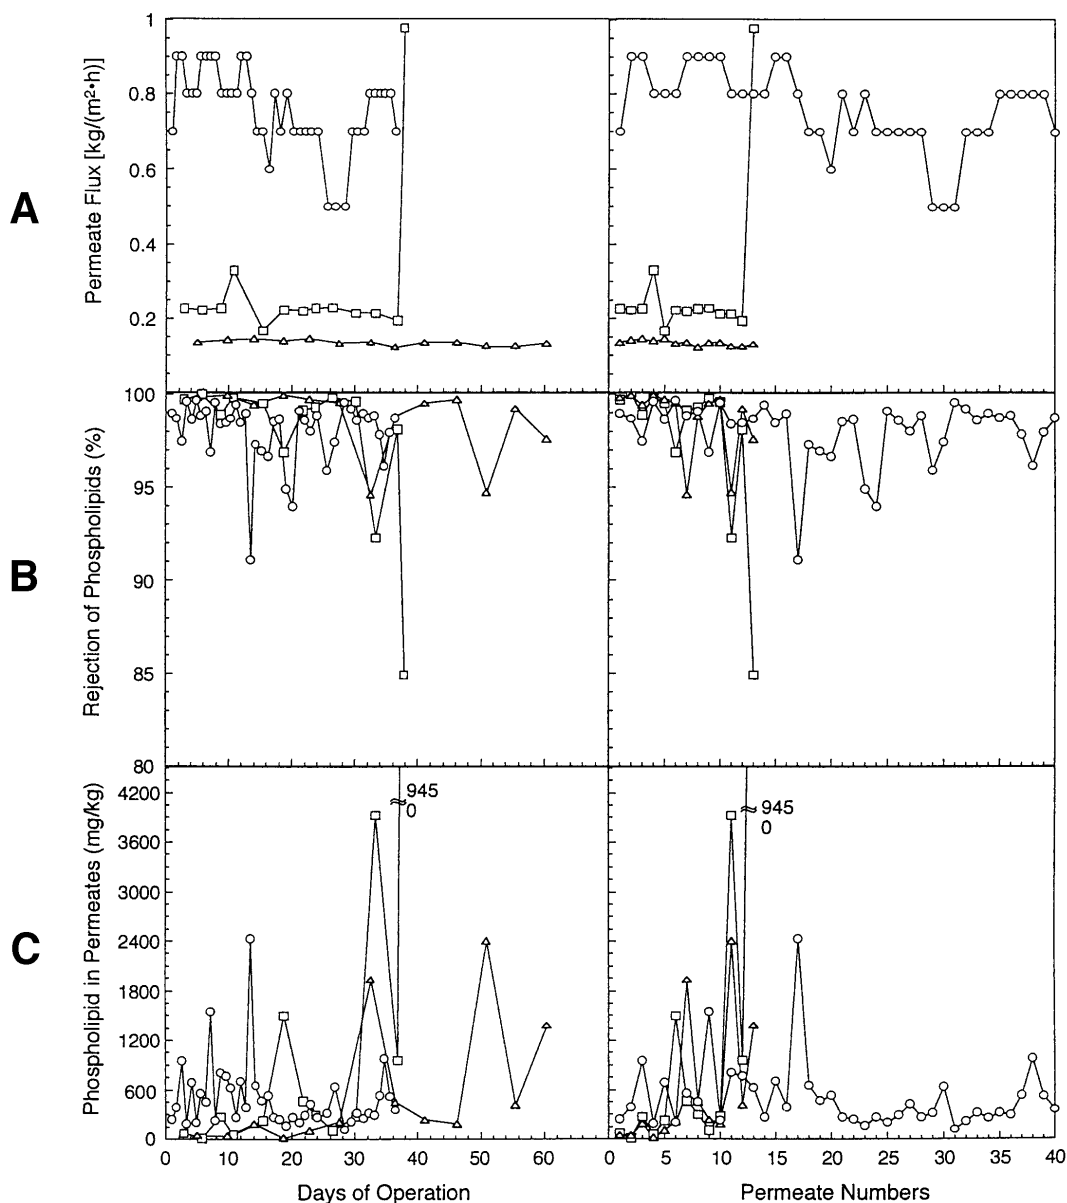 A
Permeate Flux [kg/(m²•h)]
1
0.8
0.6
0.4
0.2
B
Rejection of Phospholipids (%)
100
95
90
85
80
C
Phospholipid in Permeates (mg/kg)
4200
3600
3000
2400
1800
1200
600
0
945
0
945
0
0 10 20 30 40 50 60
0 5 10 15 20 25 30 35 40
Days of Operation
Permeate Numbers